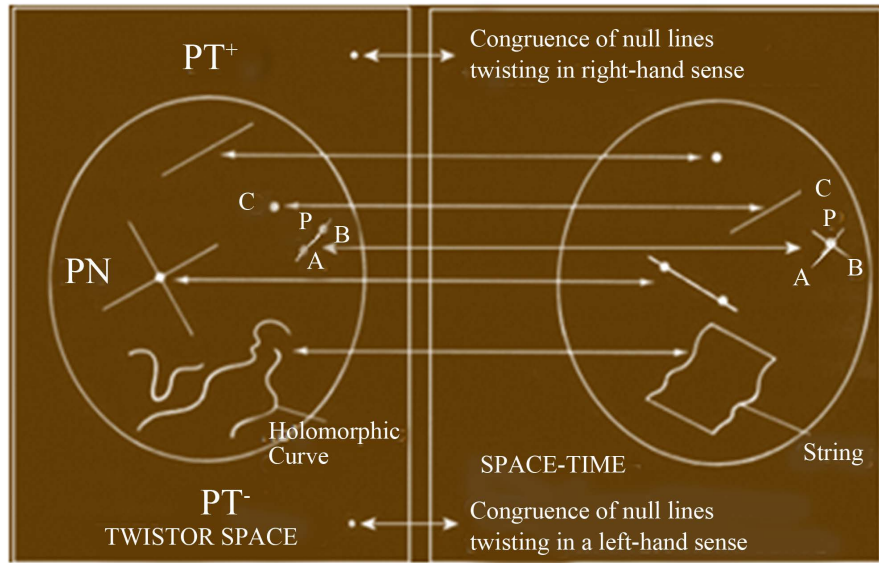 PT+
Congruence of null lines
twisting in right-hand sense
C
P
B
A
PN
C
P
A
B
Holomorphic
Curve
String
SPACE-TIME
PT-
TWISTOR SPACE
Congruence of null lines
twisting in a left-hand sense